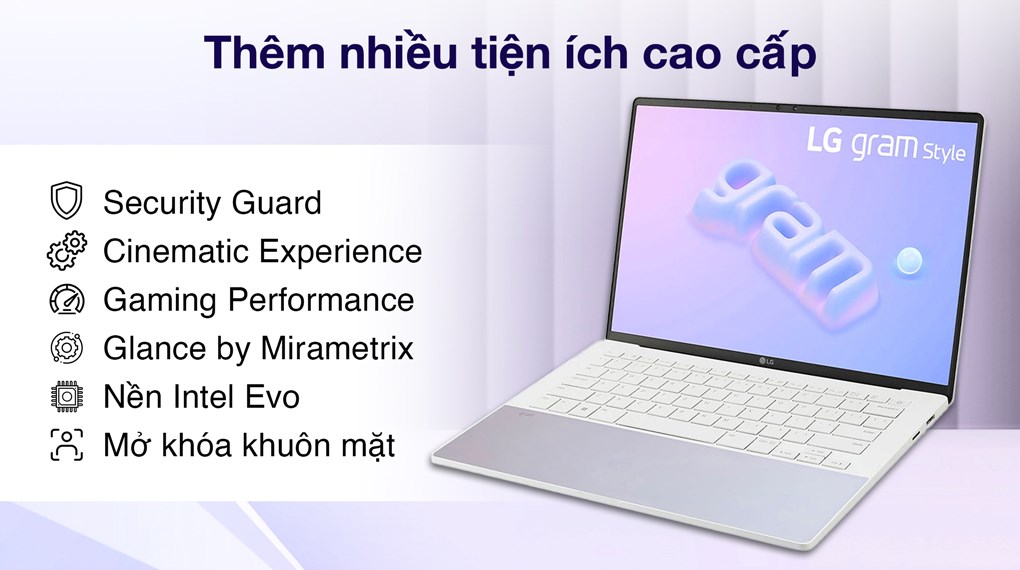 Thêm nhiều tiện ích cao cấp
LG gram Style
gram
LG
Security Guard
Cinematic Experience
Gaming Performance
Glance by Mirametrix
Nền Intel Evo
Mở khóa khuôn mặt